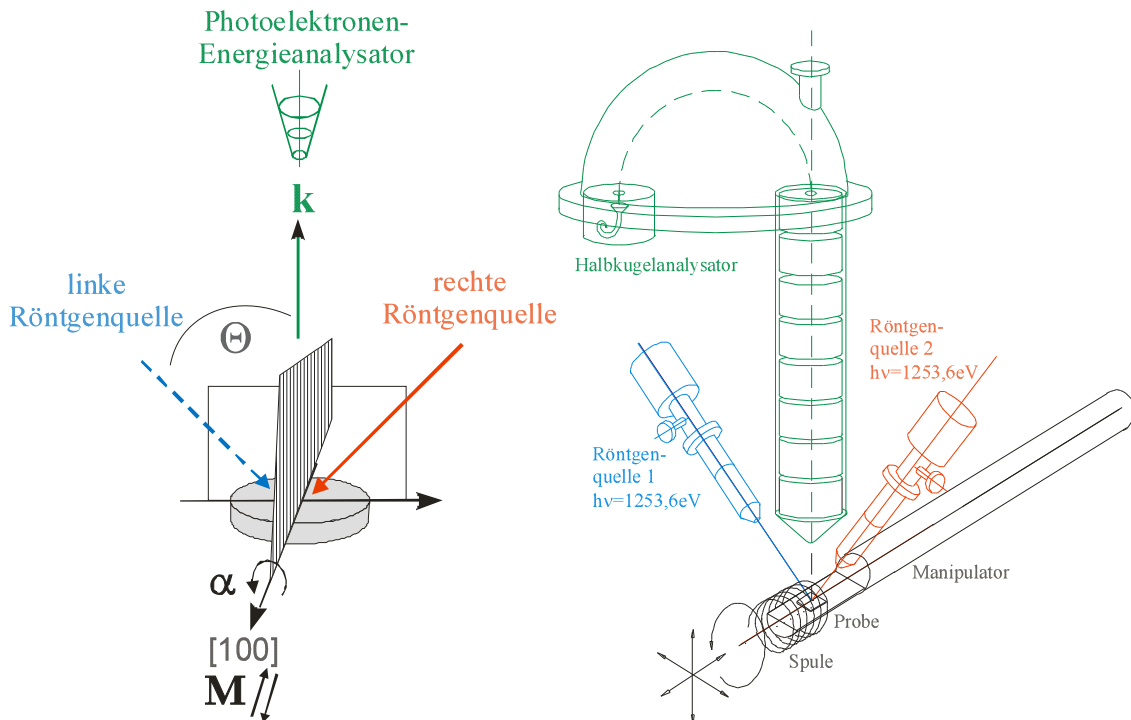 Photoelektronen-
Energieanalysator
k
linke
Röntgenquelle
rechte
Röntgenquelle
Θ
α
[100]
M
Halbkugelanalysator
Röntgen-
quelle 2
hν=1253,6eV
Röntgen-
quelle 1
hν=1253,6eV
Manipulator
Probe
Spule